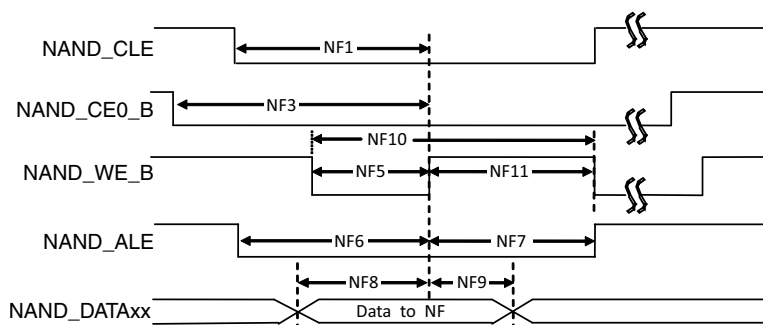 NAND_CLE
NF1
NAND_CE0_B
NF3
NF10
NAND_WE_B
NF5
NF11
NAND_ALE
NF6
NF7
NF8
NF9
NAND_DATAxx
Data to NF